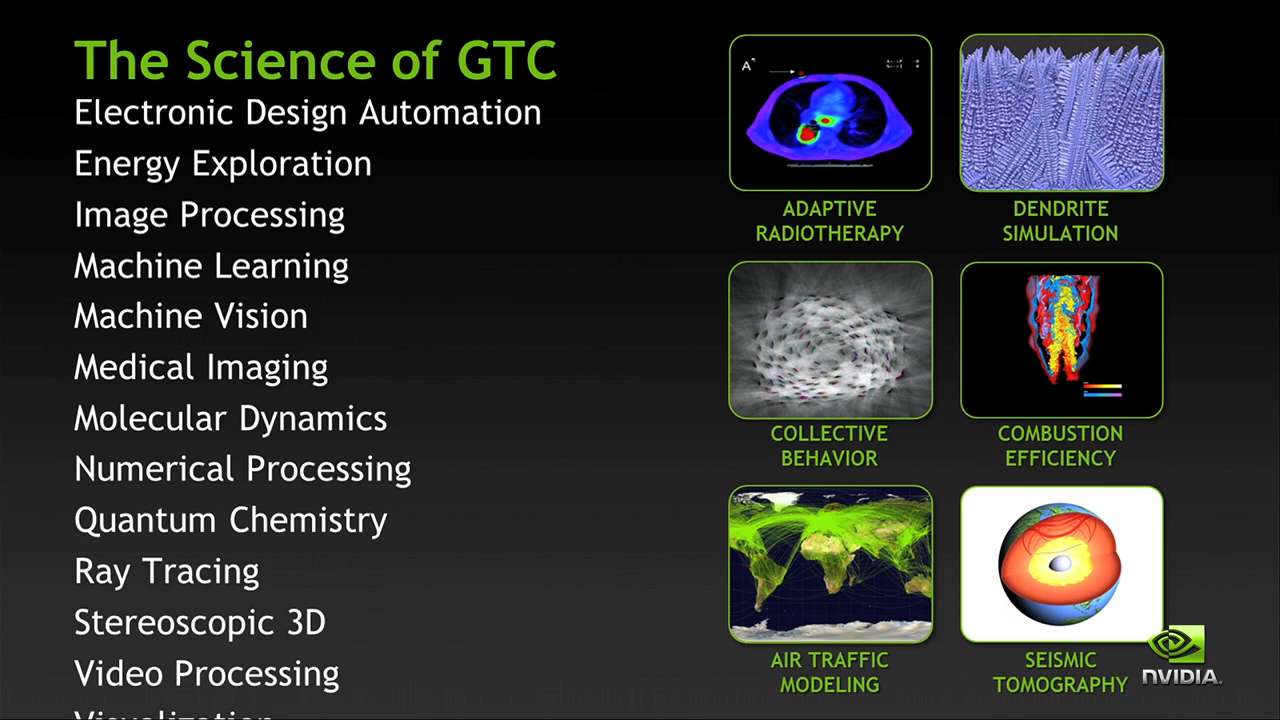 The Science of GTC
Electronic Design Automation
Energy Exploration
Image Processing
Machine Learning
Machine Vision
Medical Imaging
Molecular Dynamics
Numerical Processing
Quantum Chemistry
Ray Tracing
Stereoscopic 3D
Video Processing
Visualization
A
ADAPTIVE
RADIOTHERAPY
DENDRITE
SIMULATION
COLLECTIVE
BEHAVIOR
COMBUSTION
EFFICIENCY
AIR TRAFFIC
MODELING
SEISMIC
TOMOGRAPHY
NVIDIA.